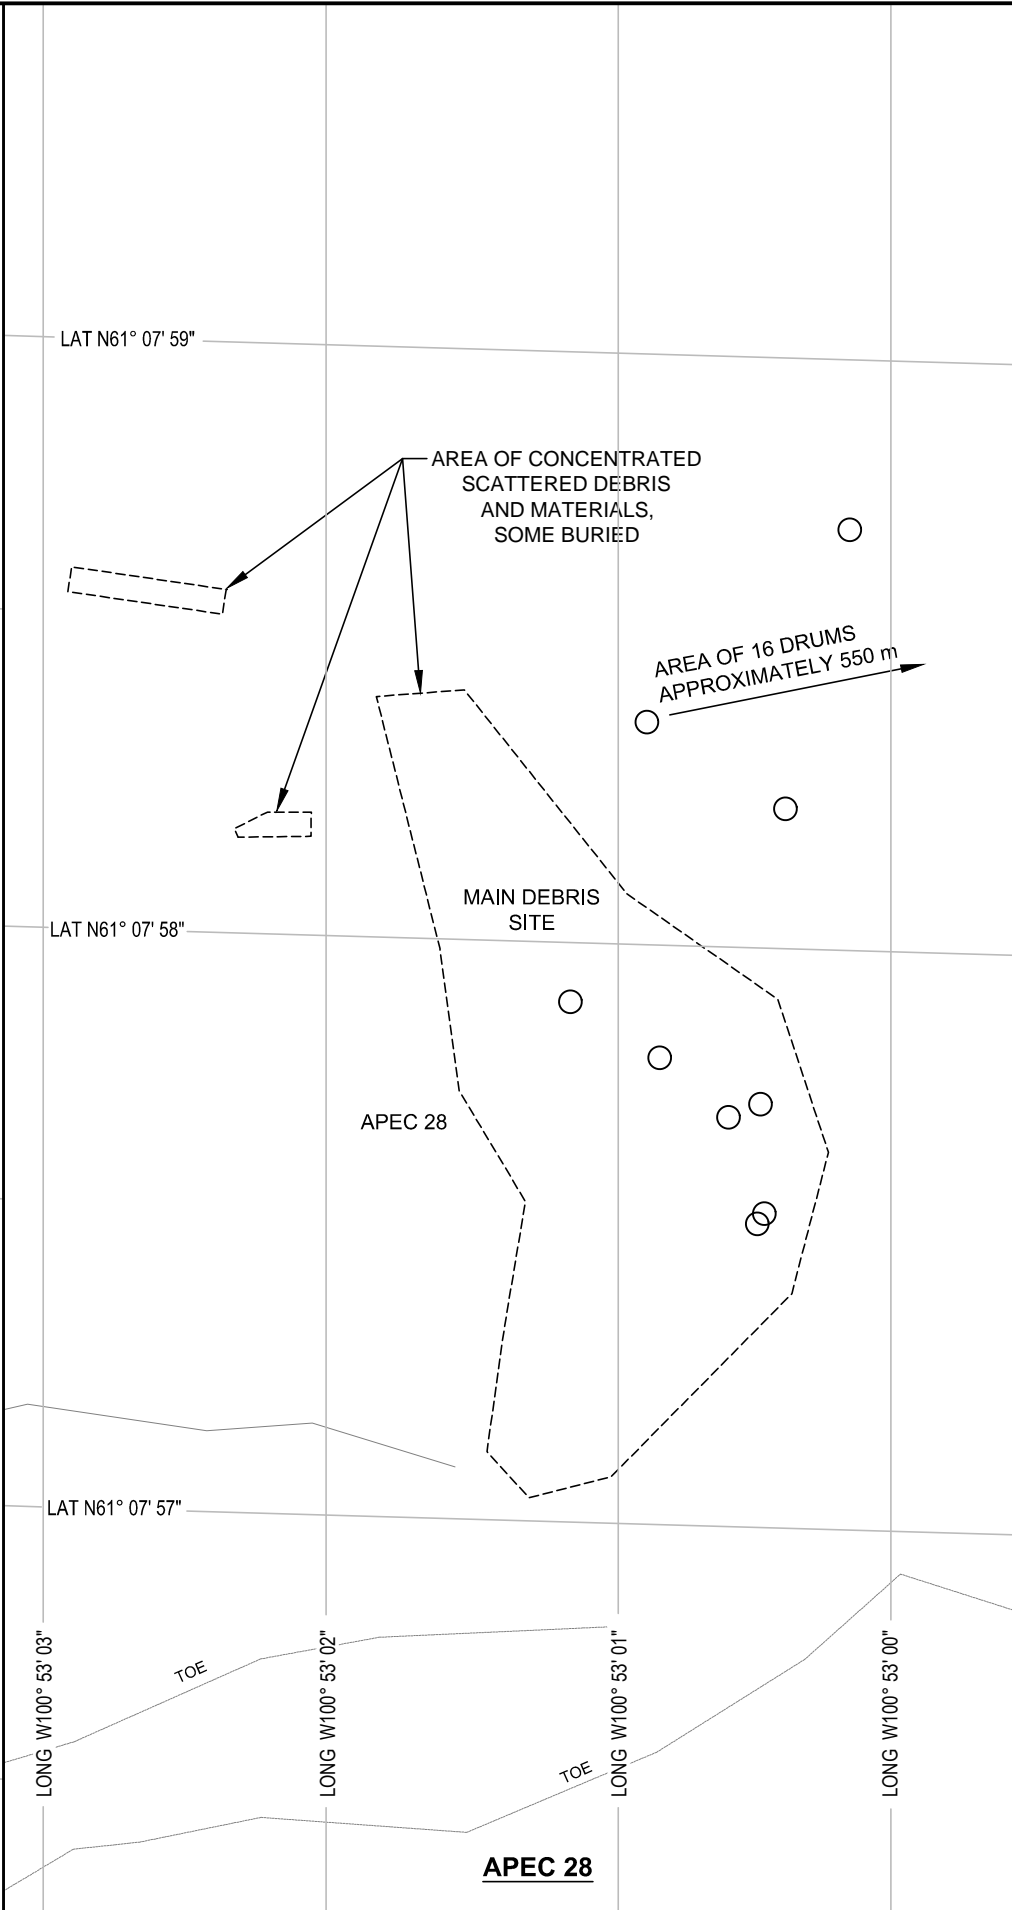 LAT N61° 07' 59"
AREA OF CONCENTRATED
SCATTERED DEBRIS
AND MATERIALS,
SOME BURIED
AREA OF 16 DRUMS
APPROXIMATELY 550 m
MAIN DEBRIS
SITE
LAT N61° 07' 58"
APEC 28
LAT N61° 07' 57"
LONG W100° 53' 03"
LONG W100° 53' 02"
LONG W100° 53' 01"
LONG W100° 53' 00"
TOE
TOE
APEC 28